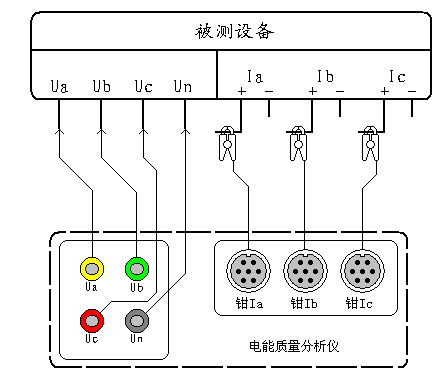 被测设备
Ua Ub Uc Un Ia Ib Ic
+ − + − + −
Ua Ub
钳Ia 钳Ib 钳Ic
Uc Un
电能质量分析仪